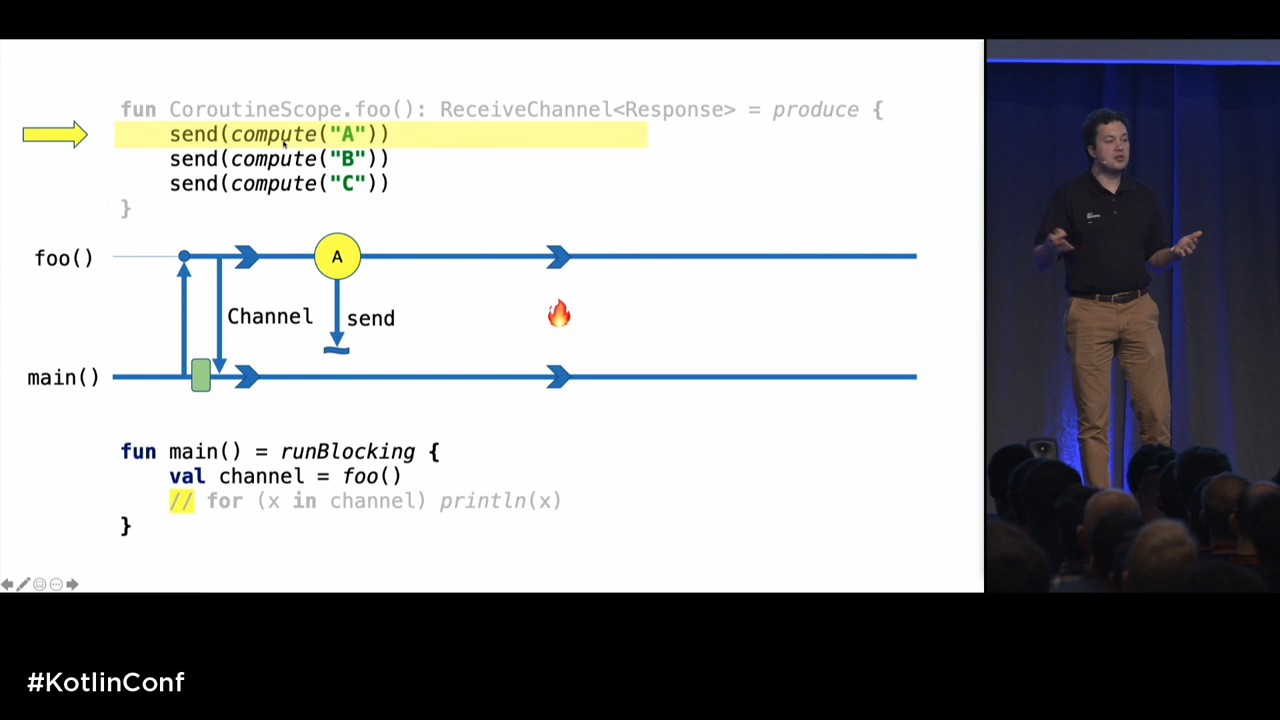 fun CoroutineScope.foo(): ReceiveChannel<Response> = produce {
send(compute("A"))
send(compute("B"))
send(compute("C"))
}
foo()
A
Channel
send
main()
fun main() = runBlocking {
val channel = foo()
// for (x in channel) println(x)
}
#KotlinConf